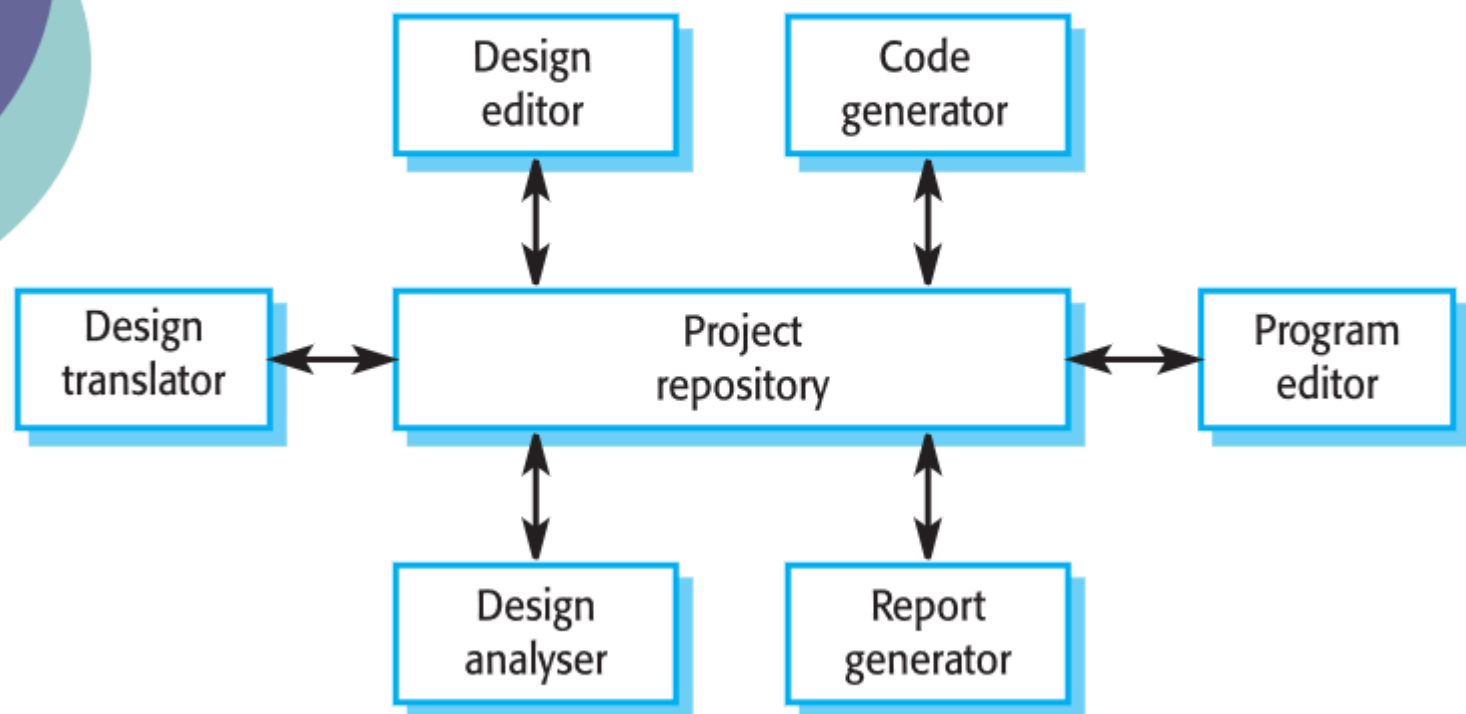 Design
editor
Code
generator
Design
translator
Project
repository
Program
editor
Design
analyser
Report
generator